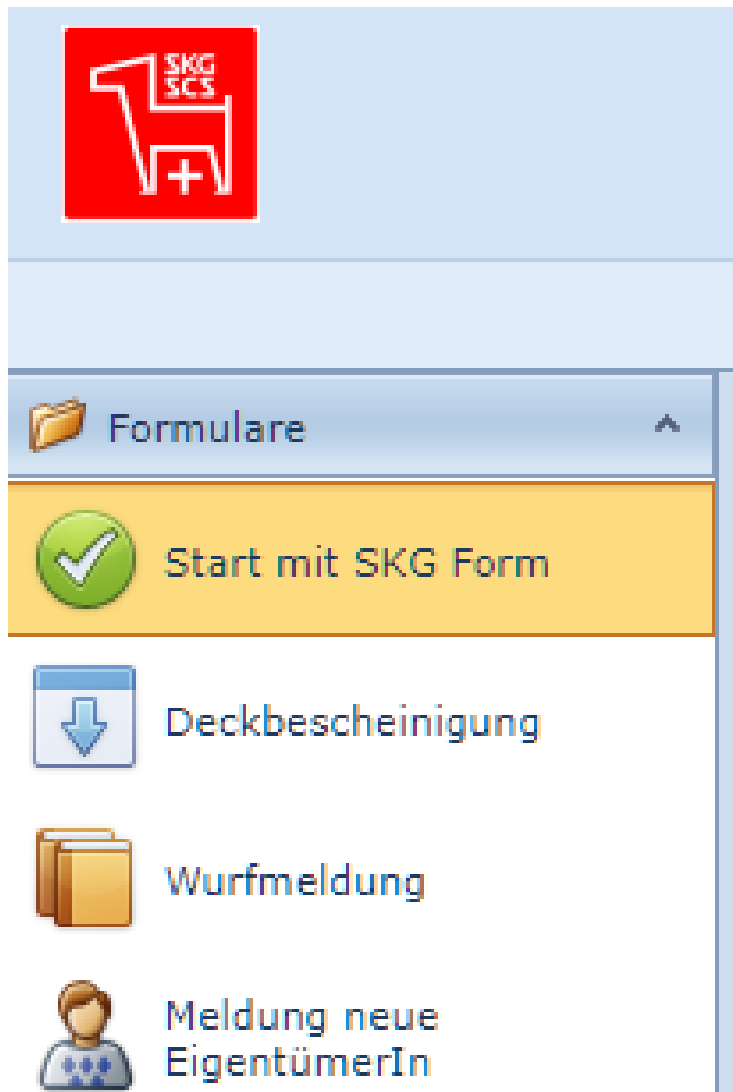 SKG
SCS
Formulare
Start mit SKG Form
Deckbescheinigung
Wurfmeldung
Meldung neue
EigentümerIn